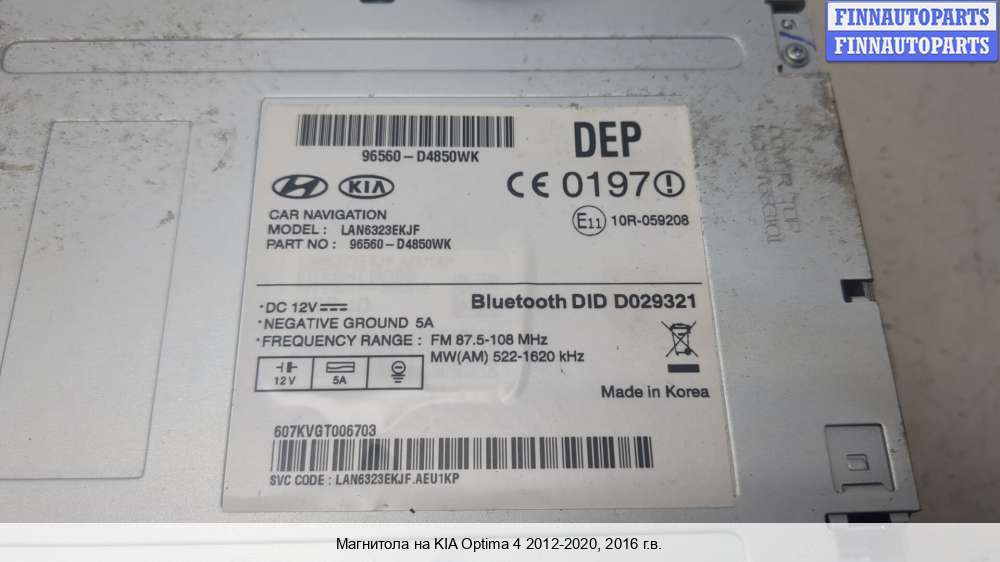 FINNAUTOPARTS
FINNAUTOPARTS
96560-D4850WK
DEP
HYUNDAI KIA
CE 0197
CAR NAVIGATION
MODEL : LAN6323EKJF
PART NO : 96560-D4850WK
E11 10R-059208
Bluetooth DID D029321
•DC 12V
•NEGATIVE GROUND 5A
•FREQUENCY RANGE : FM 87.5-108 MHz
MW(AM) 522-1620 kHz
12V 5A
Made in Korea
607KVGT006703
SVC CODE : LAN6323EKJF.AEU1KP
Магнитола на KIA Optima 4 2012-2020, 2016 г.в.